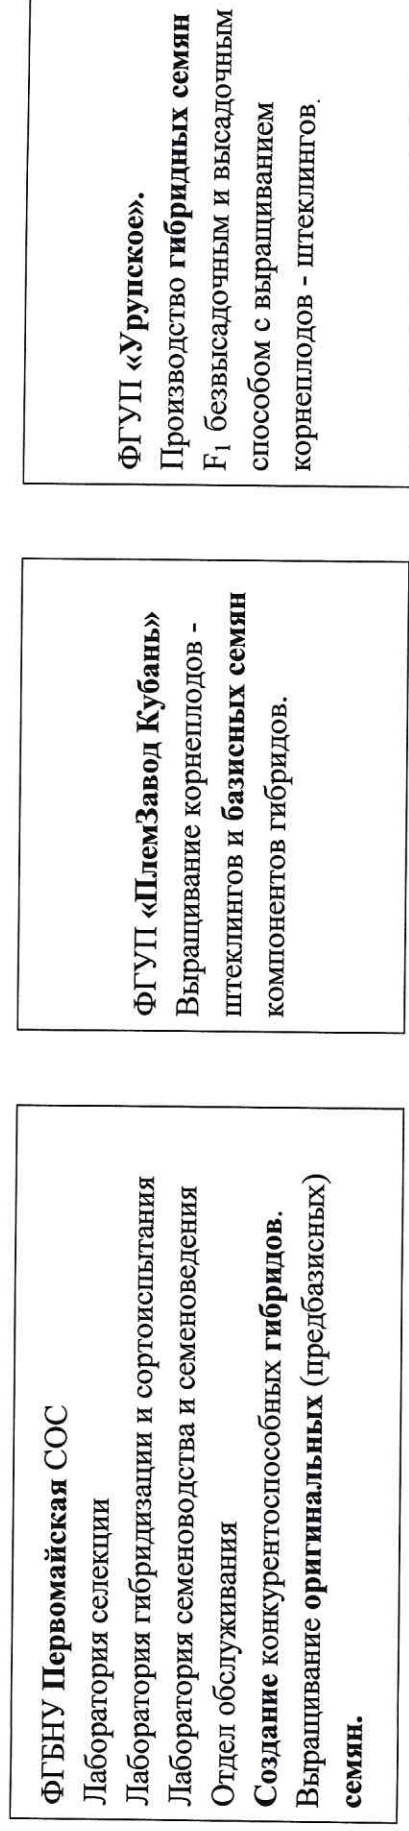 ФГБНУ Первомайская СОС
Лаборатория селекции
Лаборатория гибридизации и сортоиспытания
Лаборатория семеноводства и семеноведения
Отдел обслуживания
Создание конкурентоспособных гибридов.
Выращивание оригинальных (предбазисных)
семян.
ФГУП «ПлемЗавод Кубань»
Выращивание корнеплодов -
штеклингов и базисных семян
компонентов гибридов.
ФГУП «Урупское».
Производство гибридных семян
F₁ безвысадочным и высадочным
способом с выращиванием
корнеплодов - штеклингов.